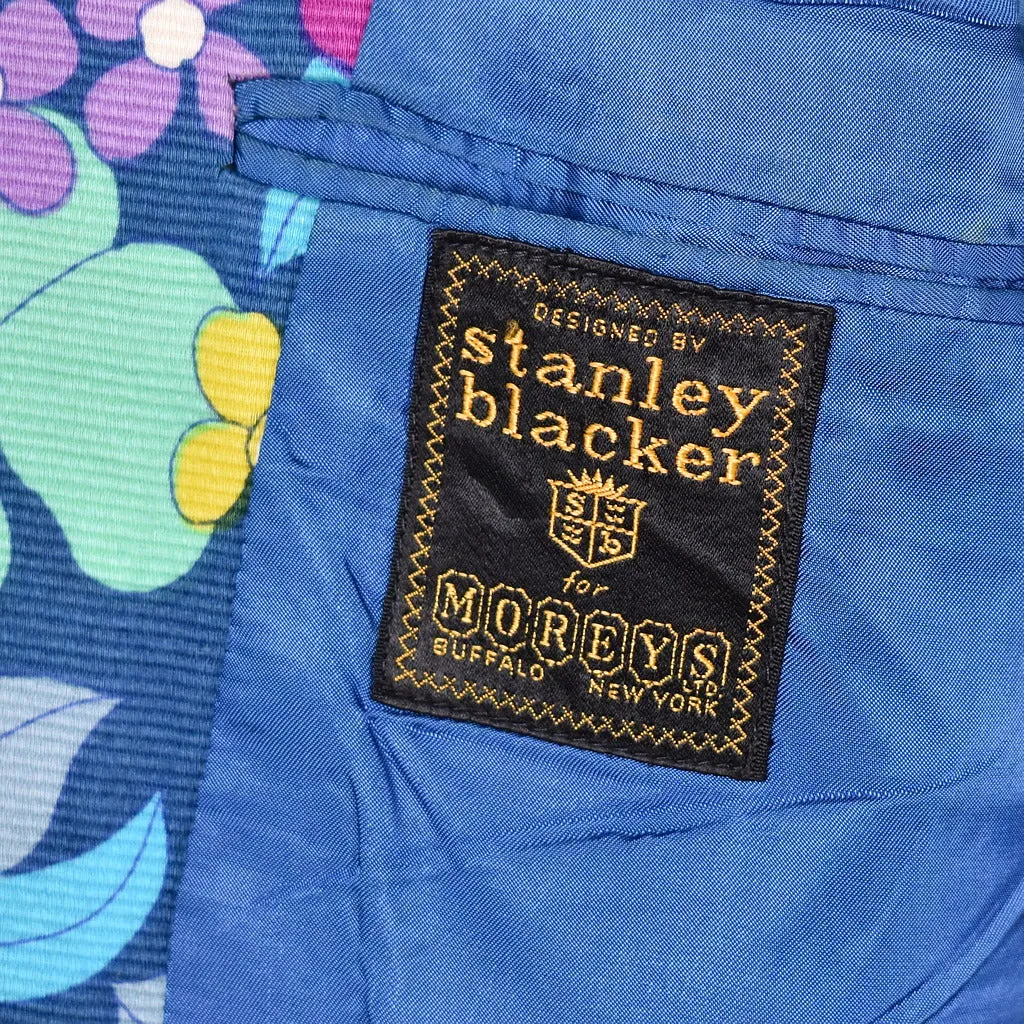 DESIGNED BY
stanley
blacker
S
b
for
MOREYS
LTD.
BUFFALO
NEW YORK